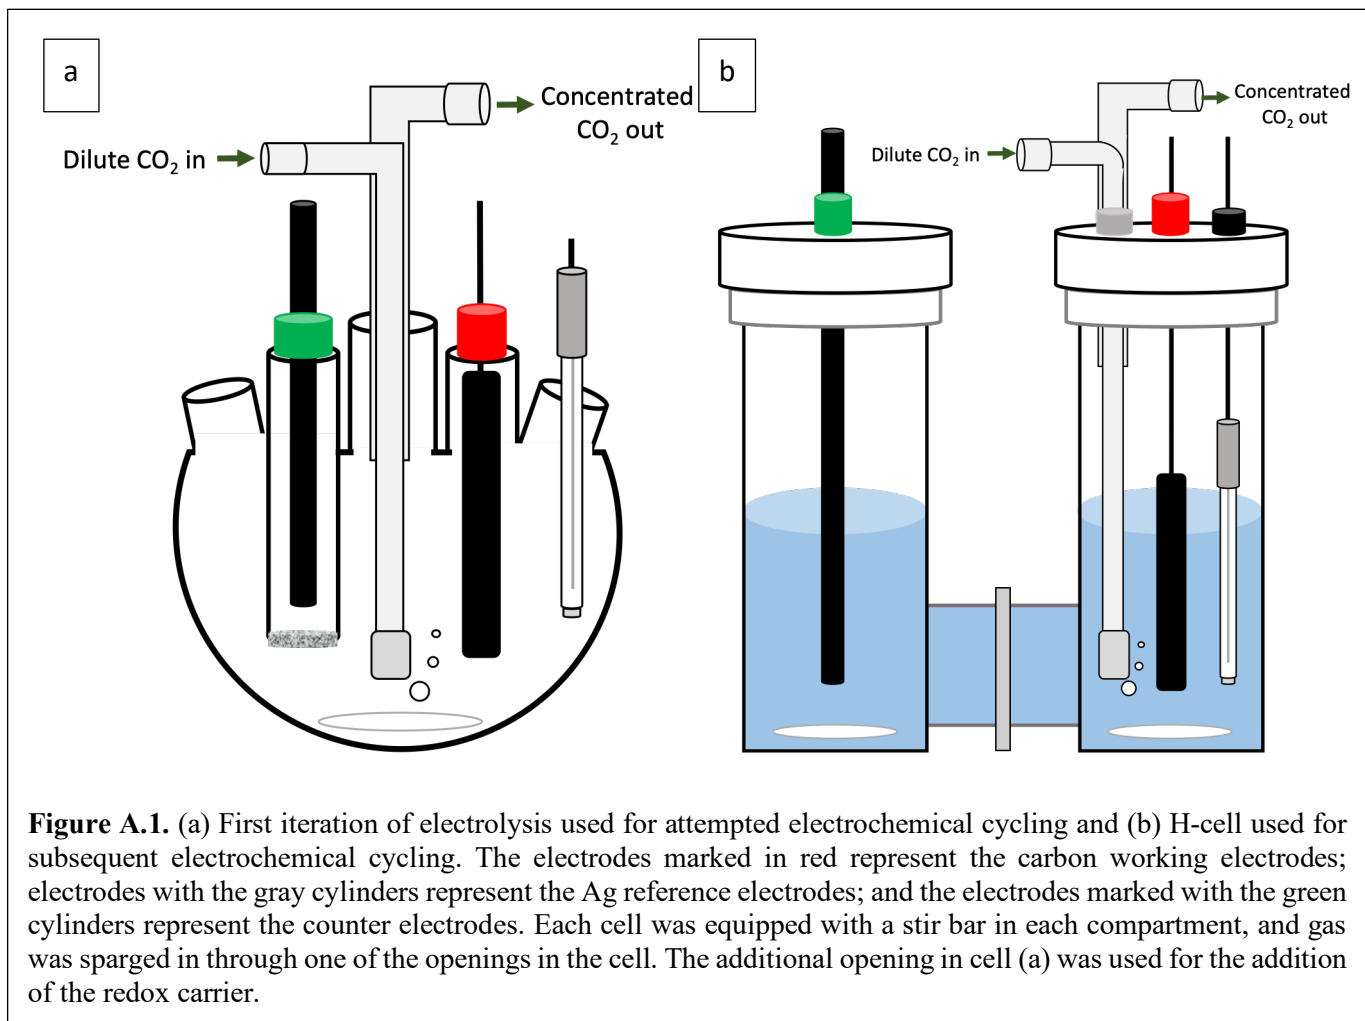 a
Concentrated
CO₂ out
Dilute CO₂ in
b
Concentrated
CO₂ out
Dilute CO₂ in
Figure A.1. (a) First iteration of electrolysis used for attempted electrochemical cycling and (b) H-cell used for
subsequent electrochemical cycling. The electrodes marked in red represent the carbon working electrodes;
electrodes with the gray cylinders represent the Ag reference electrodes; and the electrodes marked with the green
cylinders represent the counter electrodes. Each cell was equipped with a stir bar in each compartment, and gas
was sparged in through one of the openings in the cell. The additional opening in cell (a) was used for the addition
of the redox carrier.